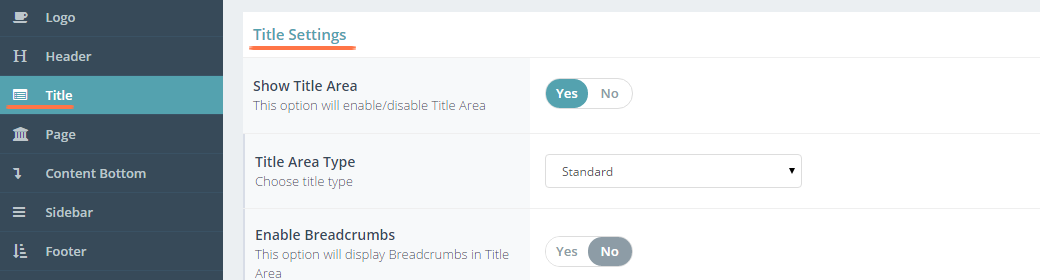 Logo
Header
Title
Page
Content Bottom
Sidebar
Footer
Title Settings
Show Title Area
This option will enable/disable Title Area
Yes No
Title Area Type
Choose title type
Standard
Enable Breadcrumbs
This option will display Breadcrumbs in Title
Area
Yes No